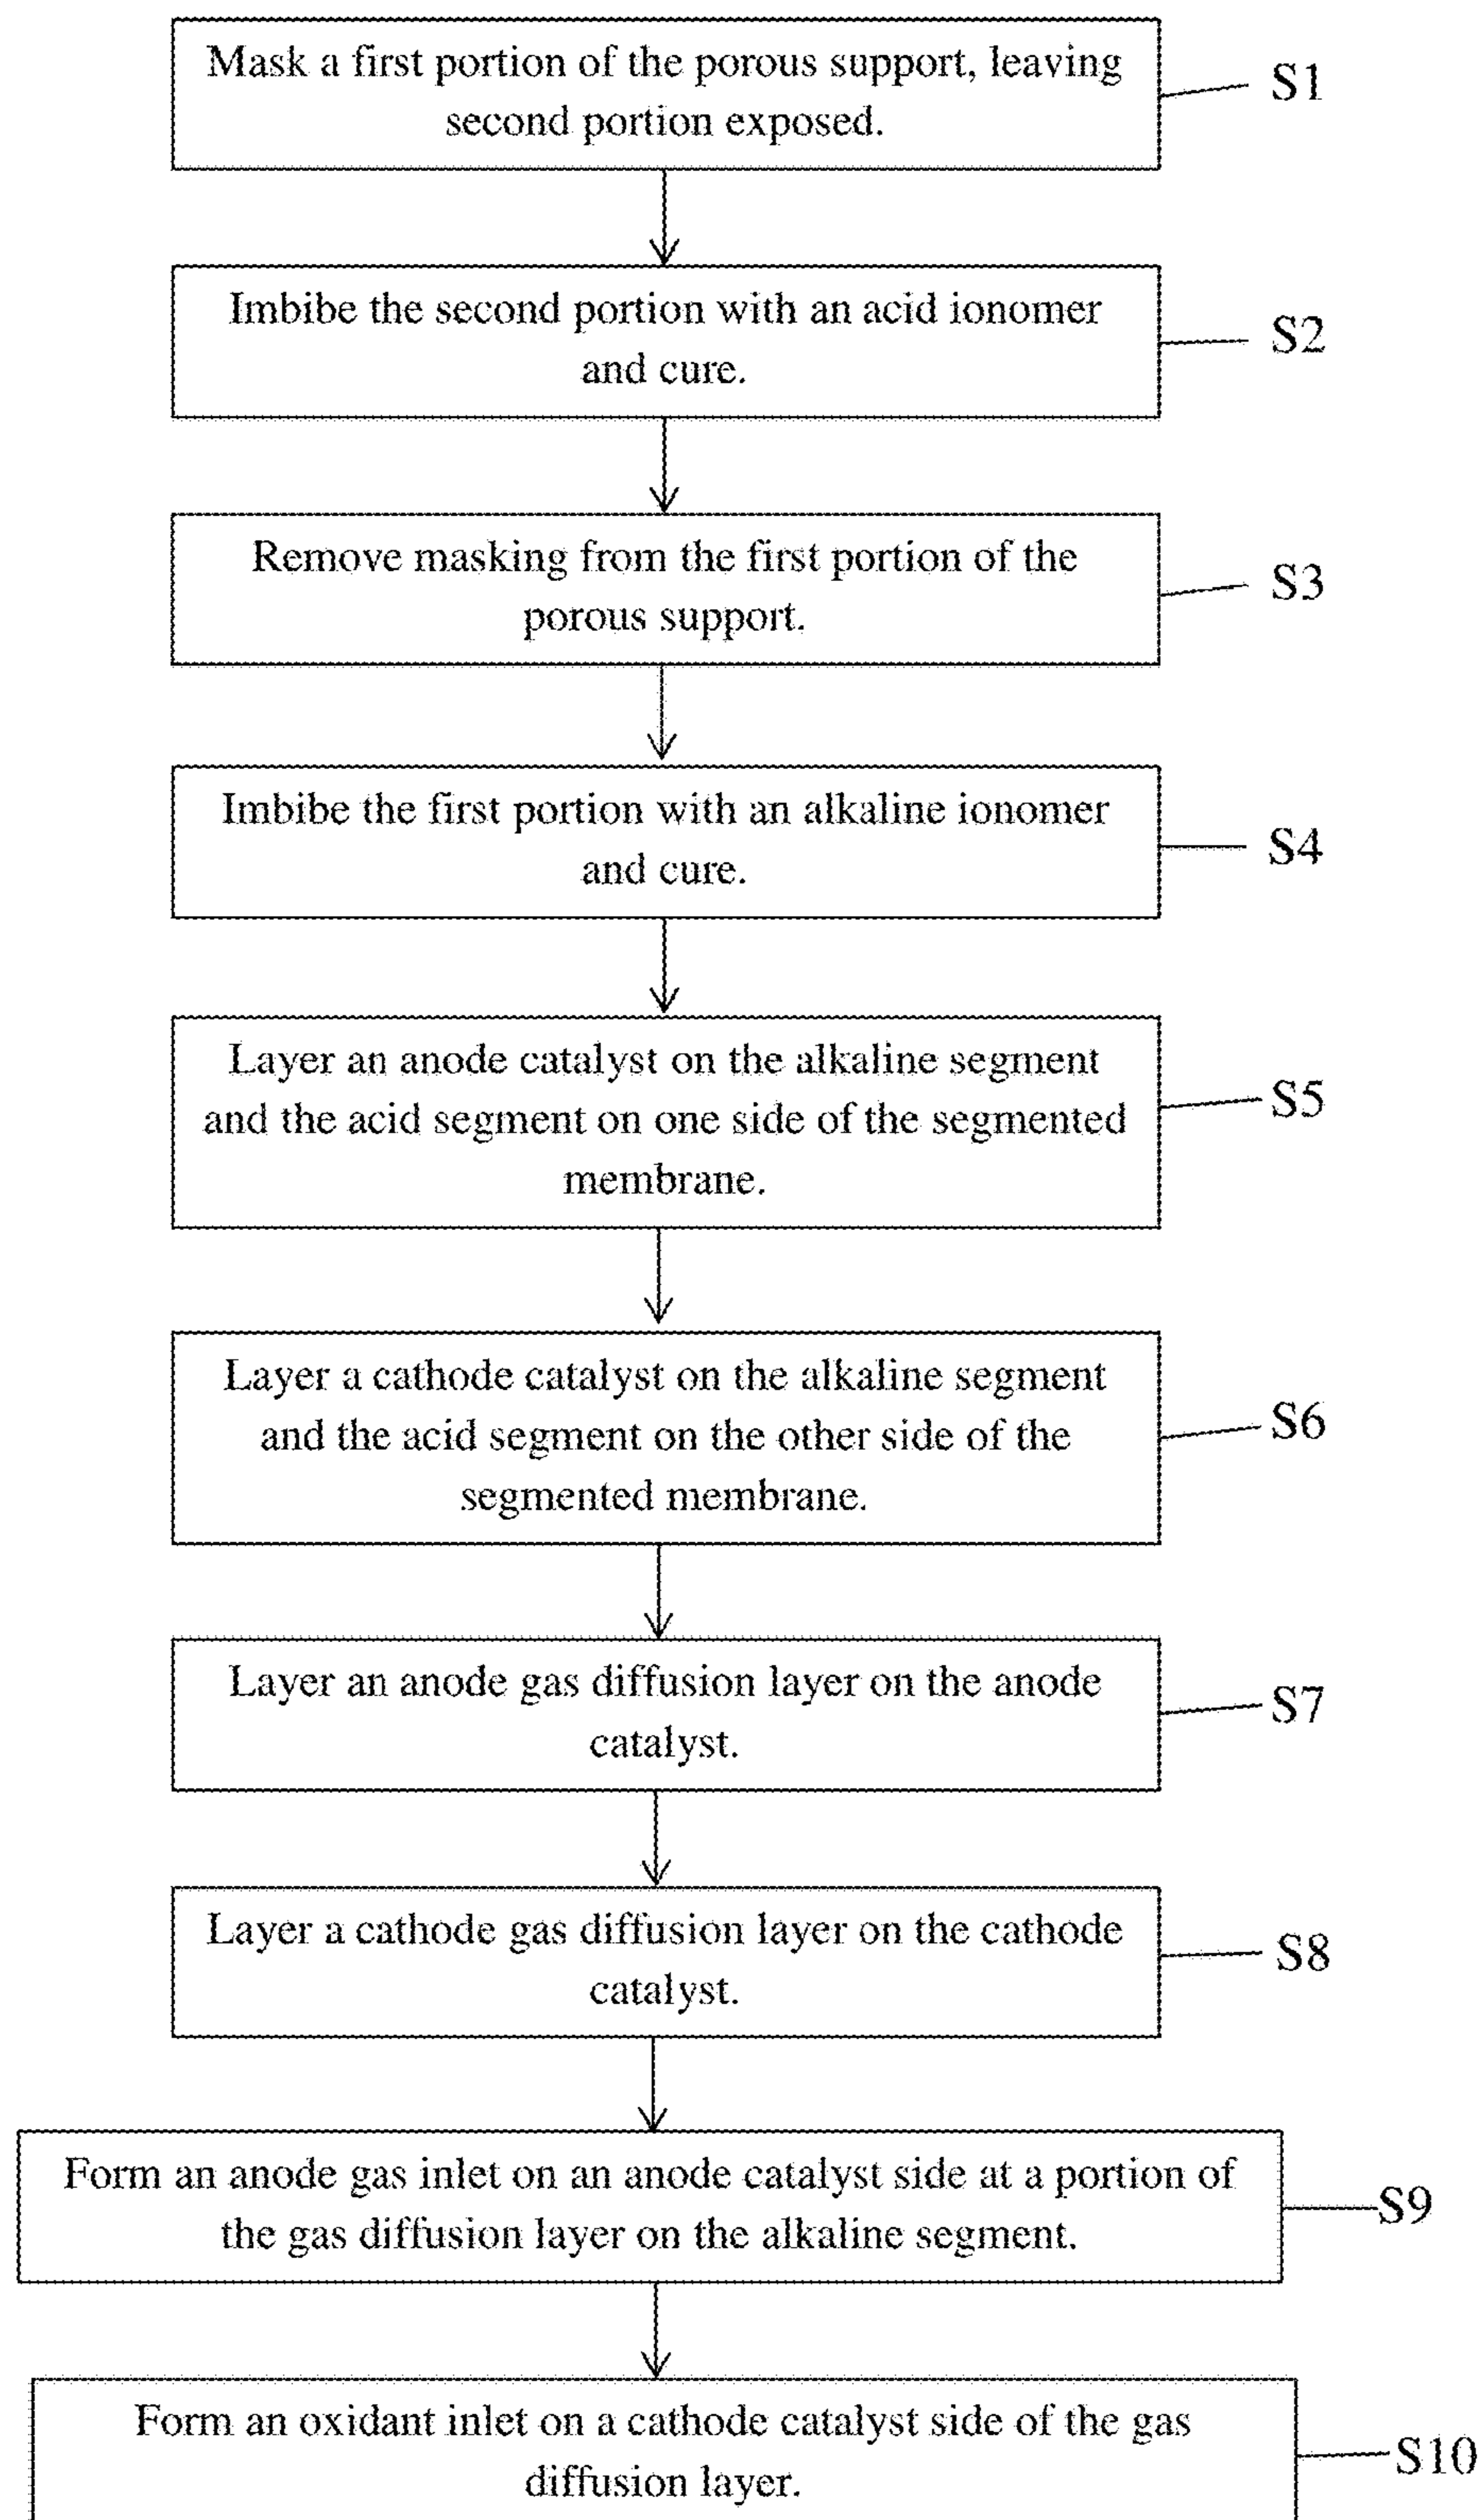 Mask a first portion of the porous support, leaving
second portion exposed.
S1
Imbibe the second portion with an acid ionomer
and cure.
S2
Remove masking from the first portion of the
porous support.
S3
Imbibe the first portion with an alkaline ionomer
and cure.
S4
Layer an anode catalyst on the alkaline segment
and the acid segment on one side of the segmented
membrane.
S5
Layer a cathode catalyst on the alkaline segment
and the acid segment on the other side of the
segmented membrane.
S6
Layer an anode gas diffusion layer on the anode
catalyst.
S7
Layer a cathode gas diffusion layer on the cathode
catalyst.
S8
Form an anode gas inlet on an anode catalyst side at a portion of
the gas diffusion layer on the alkaline segment.
S9
Form an oxidant inlet on a cathode catalyst side of the gas
diffusion layer.
S10